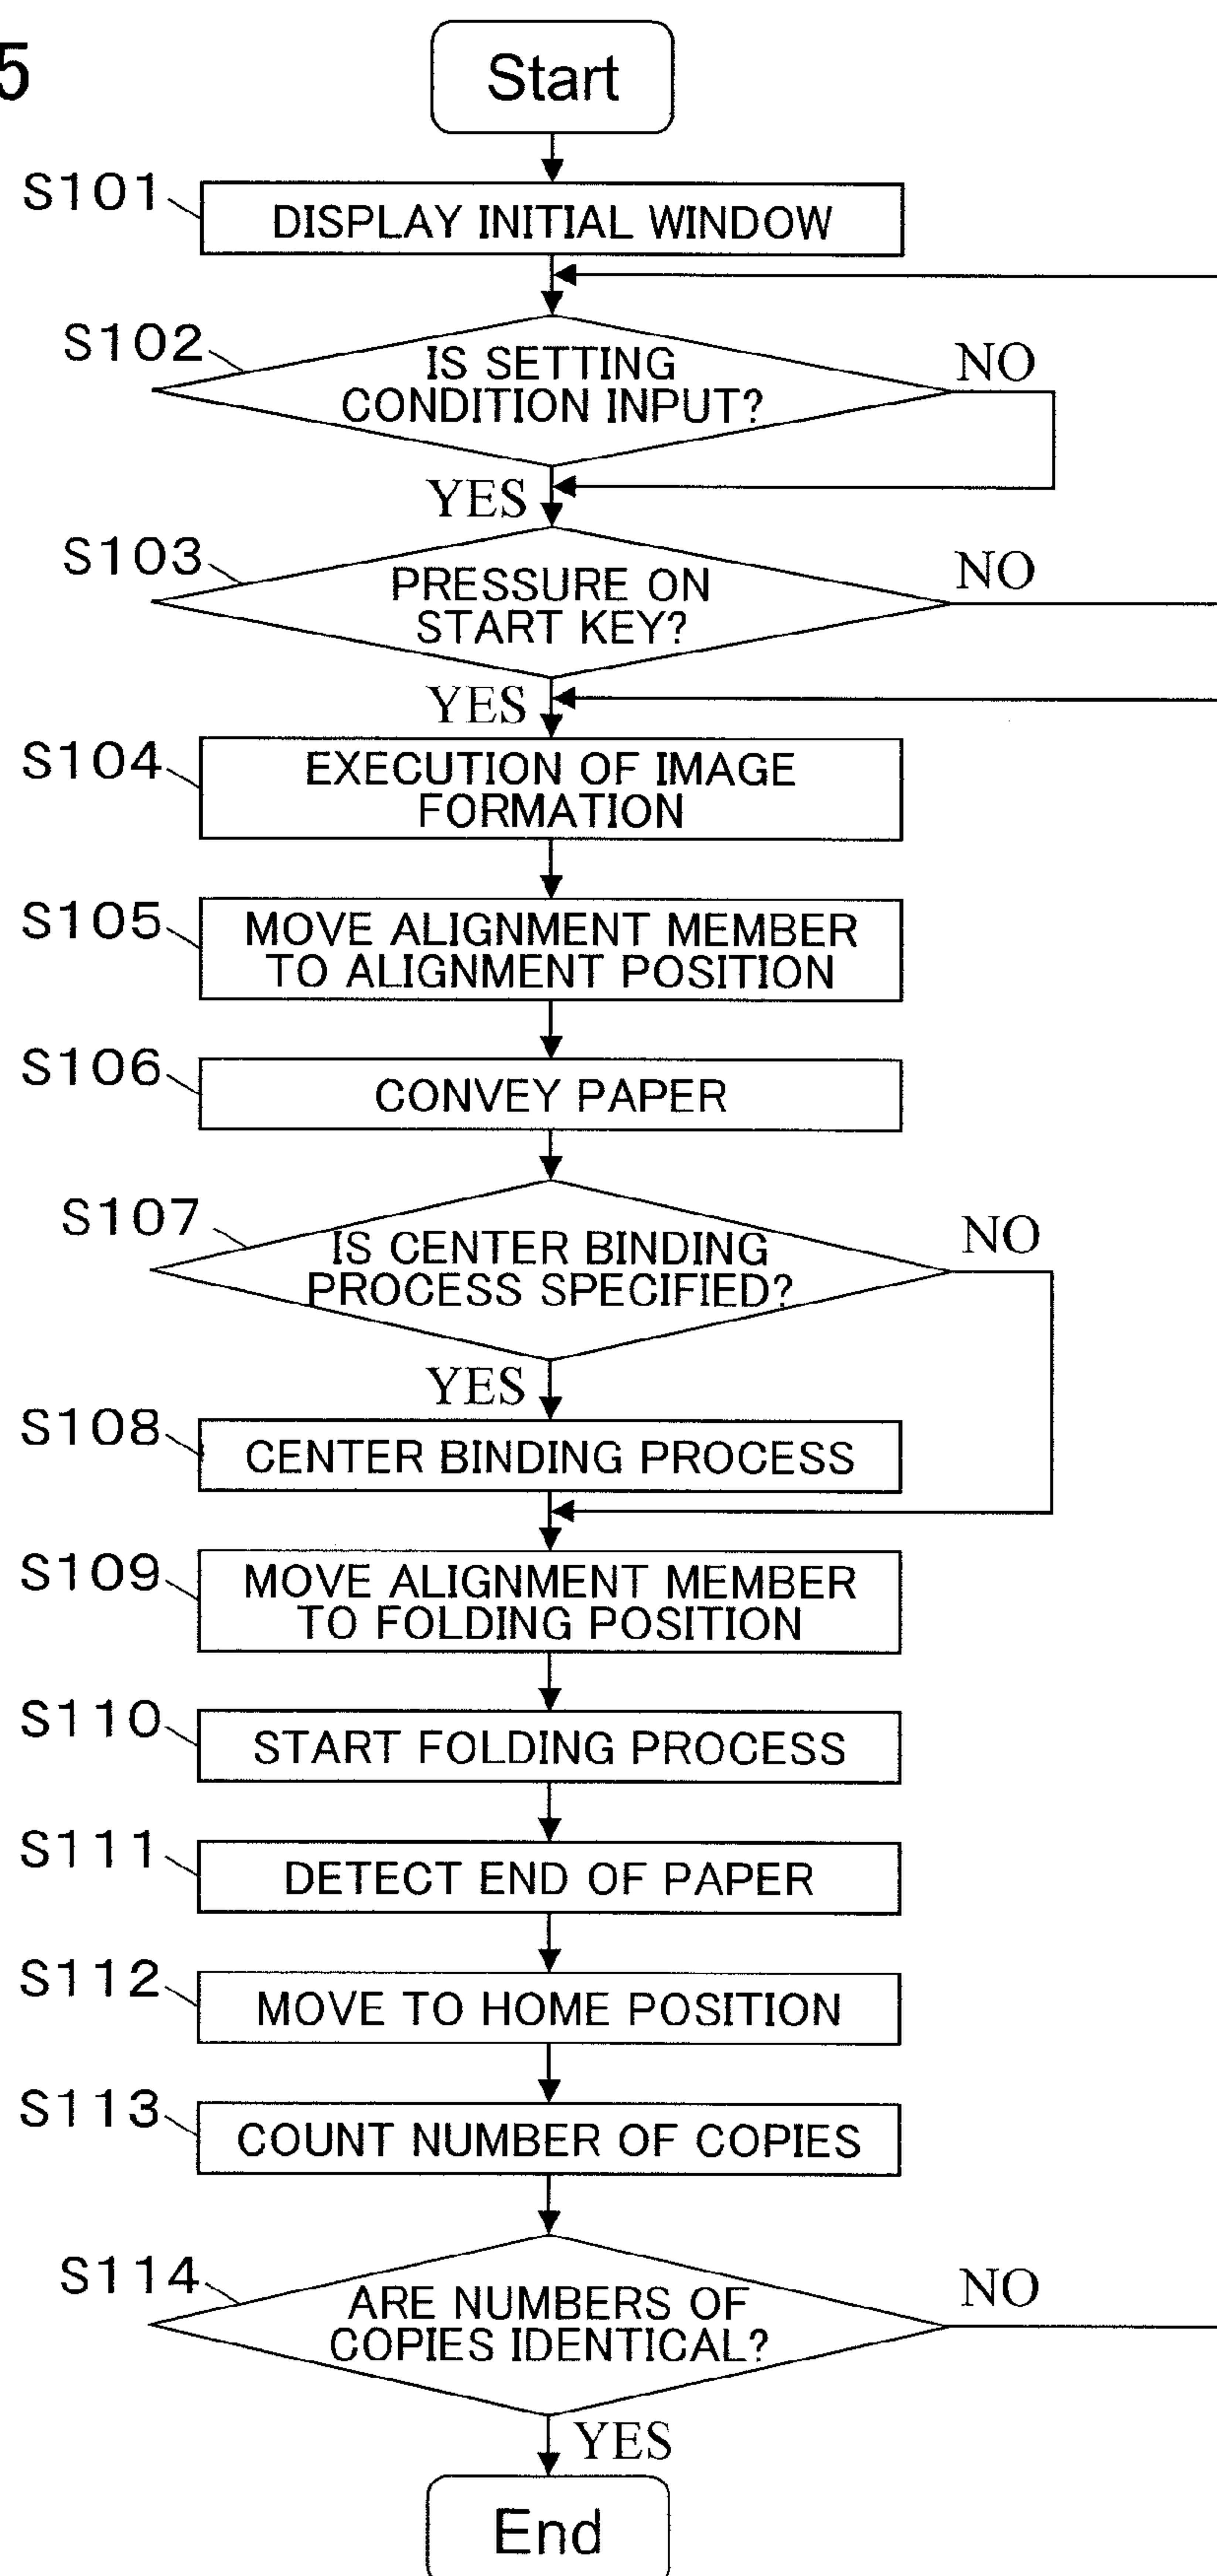 5
Start
S101
DISPLAY INITIAL WINDOW
S102
IS SETTING
CONDITION INPUT?
NO
YES
S103
PRESSURE ON
START KEY?
NO
YES
S104
EXECUTION OF IMAGE
FORMATION
S105
MOVE ALIGNMENT MEMBER
TO ALIGNMENT POSITION
S106
CONVEY PAPER
S107
IS CENTER BINDING
PROCESS SPECIFIED?
NO
YES
S108
CENTER BINDING PROCESS
S109
MOVE ALIGNMENT MEMBER
TO FOLDING POSITION
S110
START FOLDING PROCESS
S111
DETECT END OF PAPER
S112
MOVE TO HOME POSITION
S113
COUNT NUMBER OF COPIES
S114
ARE NUMBERS OF
COPIES IDENTICAL?
NO
YES
End